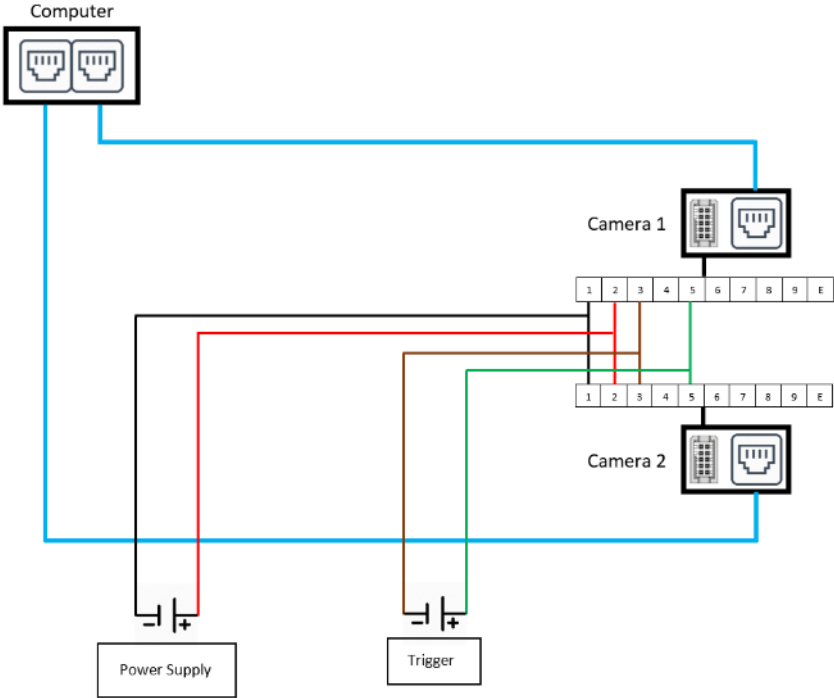 Computer
Camera 1
1 2 3 4 5 6 7 8 9 E
1 2 3 4 5 6 7 8 9 E
Camera 2
− +
− +
Power Supply
Trigger